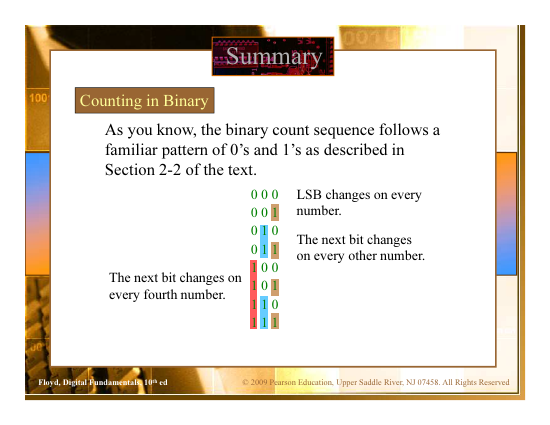 Summary
Counting in Binary
As you know, the binary count sequence follows a
familiar pattern of 0’s and 1’s as described in
Section 2-2 of the text.
0 0 0
0 0 1
0 1 0
0 1 1
1 0 0
1 0 1
1 1 0
1 1 1
LSB changes on every
number.
The next bit changes
on every other number.
The next bit changes on
every fourth number.
Floyd, Digital Fundamentals, 10th ed
© 2009 Pearson Education, Upper Saddle River, NJ 07458. All Rights Reserved